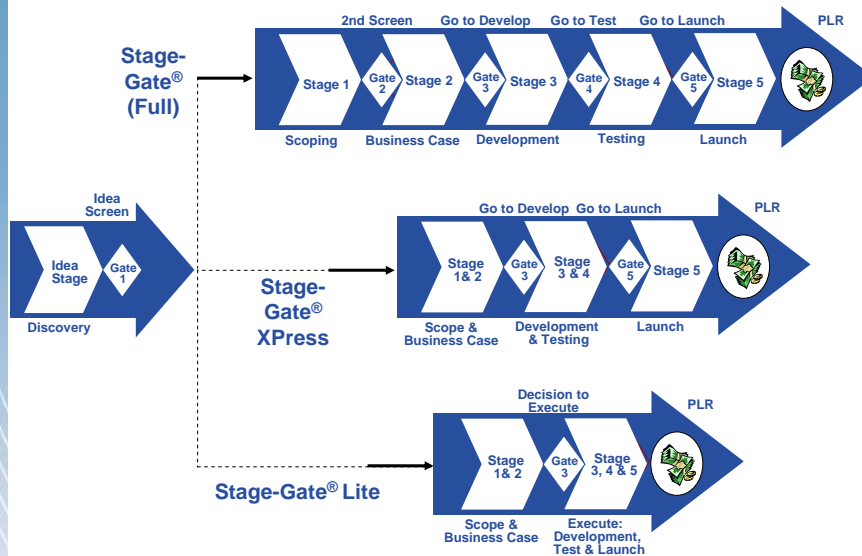 2nd Screen Go to Develop Go to Test Go to Launch PLR
Stage-
Gate®
(Full)
Stage 1
Gate
2
Stage 2
Gate
3
Stage 3
Gate
4
Stage 4
Gate
5
Stage 5
Scoping Business Case Development Testing Launch
Idea
Screen
Idea
Stage
Gate
1
Discovery
Go to Develop Go to Launch PLR
Stage-
Gate®
XPress
Stage
1& 2
Gate
3
Stage
3 & 4
Gate
5
Stage 5
Scope &
Business Case
Development
& Testing
Launch
Decision to
Execute
PLR
Stage-Gate® Lite
Stage
1& 2
Gate
3
Stage
3, 4 & 5
Scope &
Business Case
Execute:
Development,
Test & Launch